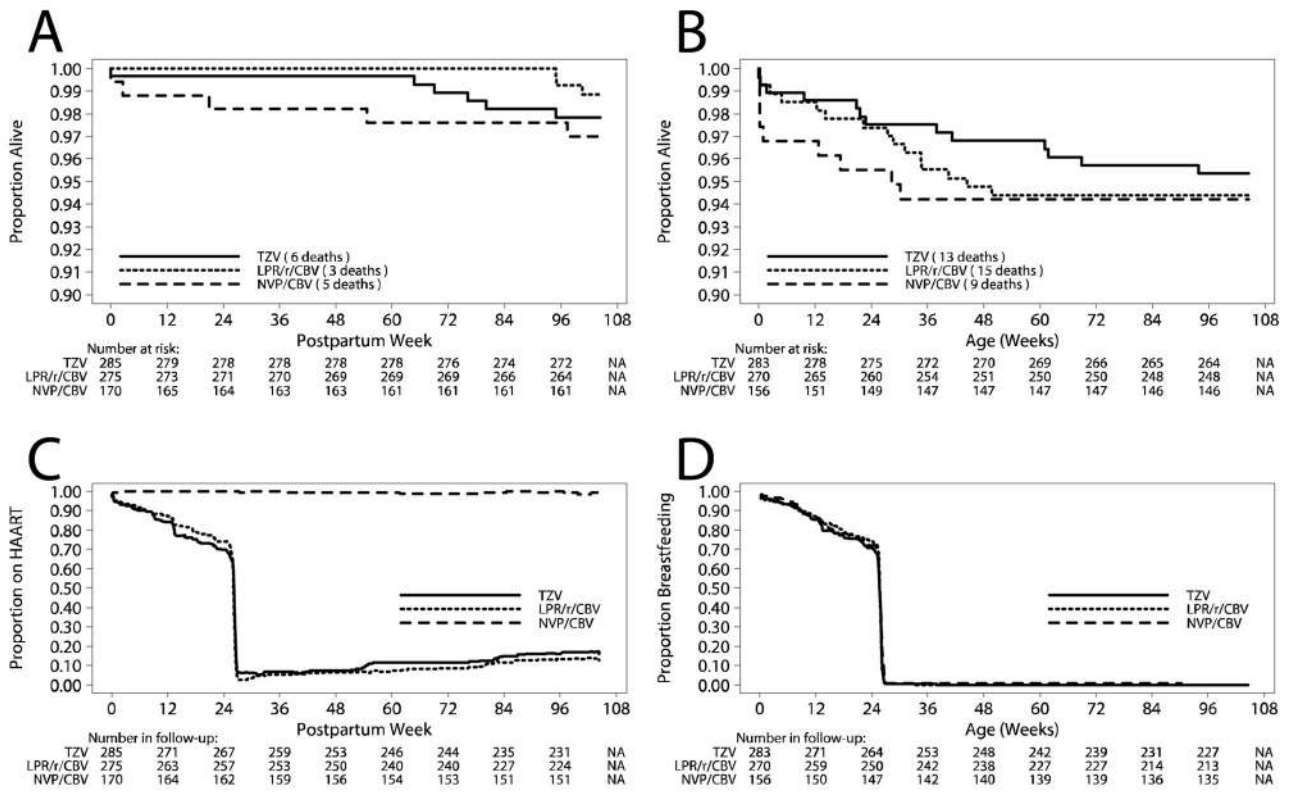 A
Proportion Alive
1.00
0.99
0.98
0.97
0.96
0.95
0.94
0.93
0.92
0.91
0.90
TZV ( 6 deaths )
LPR/r/CBV ( 3 deaths )
NVP/CBV ( 5 deaths )
0 12 24 36 48 60 72 84 96 108
Postpartum Week
Number at risk:
TZV 285 279 278 278 278 278 276 274 272 NA
LPR/r/CBV 275 273 271 270 269 269 269 266 264 NA
NVP/CBV 170 165 164 163 163 161 161 161 161 NA
B
Proportion Alive
1.00
0.99
0.98
0.97
0.96
0.95
0.94
0.93
0.92
0.91
0.90
TZV ( 13 deaths )
LPR/r/CBV ( 15 deaths )
NVP/CBV ( 9 deaths )
0 12 24 36 48 60 72 84 96 108
Age (Weeks)
Number at risk:
TZV 283 278 275 272 270 269 266 265 264 NA
LPR/r/CBV 270 265 260 254 251 250 250 248 248 NA
NVP/CBV 156 151 149 147 147 147 147 146 146 NA
C
Proportion on HAART
1.00
0.90
0.80
0.70
0.60
0.50
0.40
0.30
0.20
0.10
0.00
TZV
LPR/r/CBV
NVP/CBV
0 12 24 36 48 60 72 84 96 108
Postpartum Week
Number in follow-up:
TZV 285 271 267 259 253 246 244 235 231 NA
LPR/r/CBV 275 263 257 253 250 240 240 227 224 NA
NVP/CBV 170 164 162 159 156 154 153 151 151 NA
D
Proportion Breastfeeding
1.00
0.90
0.80
0.70
0.60
0.50
0.40
0.30
0.20
0.10
0.00
TZV
LPR/r/CBV
NVP/CBV
0 12 24 36 48 60 72 84 96 108
Age (Weeks)
Number in follow-up:
TZV 283 271 264 253 248 242 239 231 227 NA
LPR/r/CBV 270 259 250 242 238 227 227 214 213 NA
NVP/CBV 156 150 147 142 140 139 139 136 135 NA